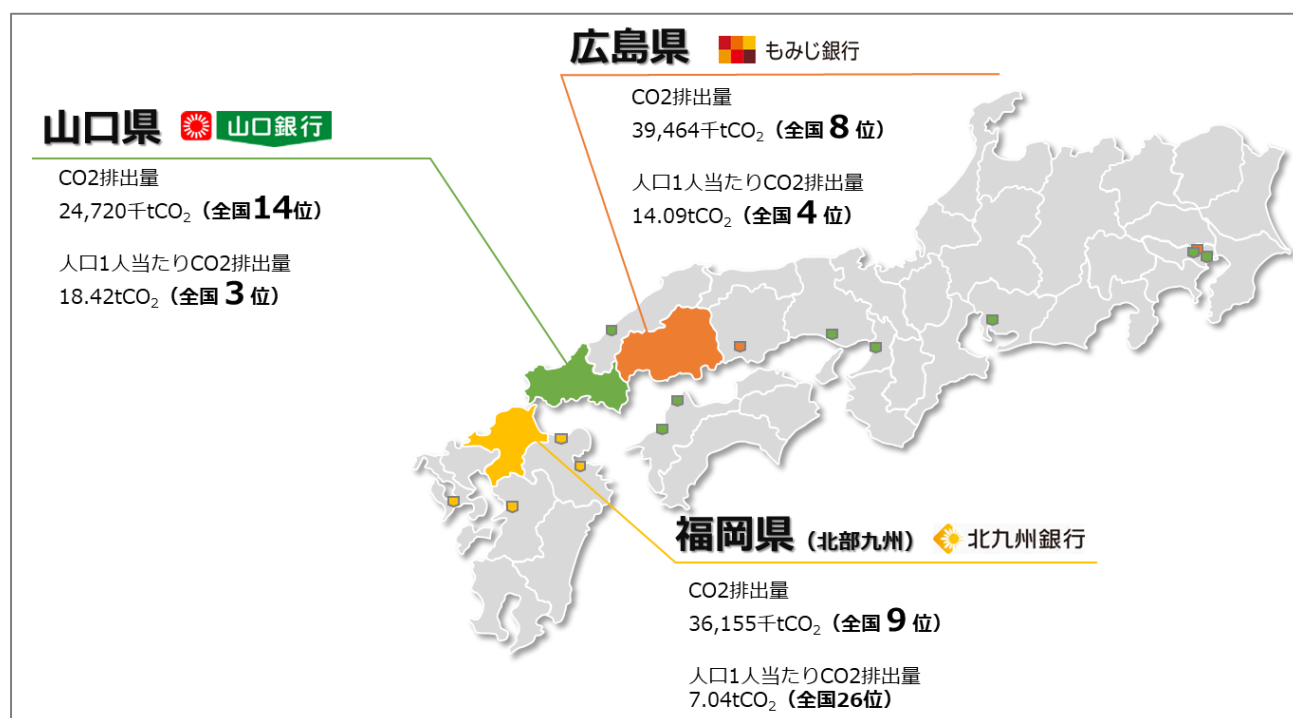 広島県 もみじ銀行
CO2排出量
39,464千tCO₂（全国 8 位）
人口1人当たりCO2排出量
14.09tCO₂（全国 4 位）
山口県 山口銀行
CO2排出量
24,720千tCO₂（全国14位）
人口1人当たりCO2排出量
18.42tCO₂（全国 3 位）
福岡県（北部九州） 北九州銀行
CO2排出量
36,155千tCO₂（全国 9 位）
人口1人当たりCO2排出量
7.04tCO₂（全国26位）